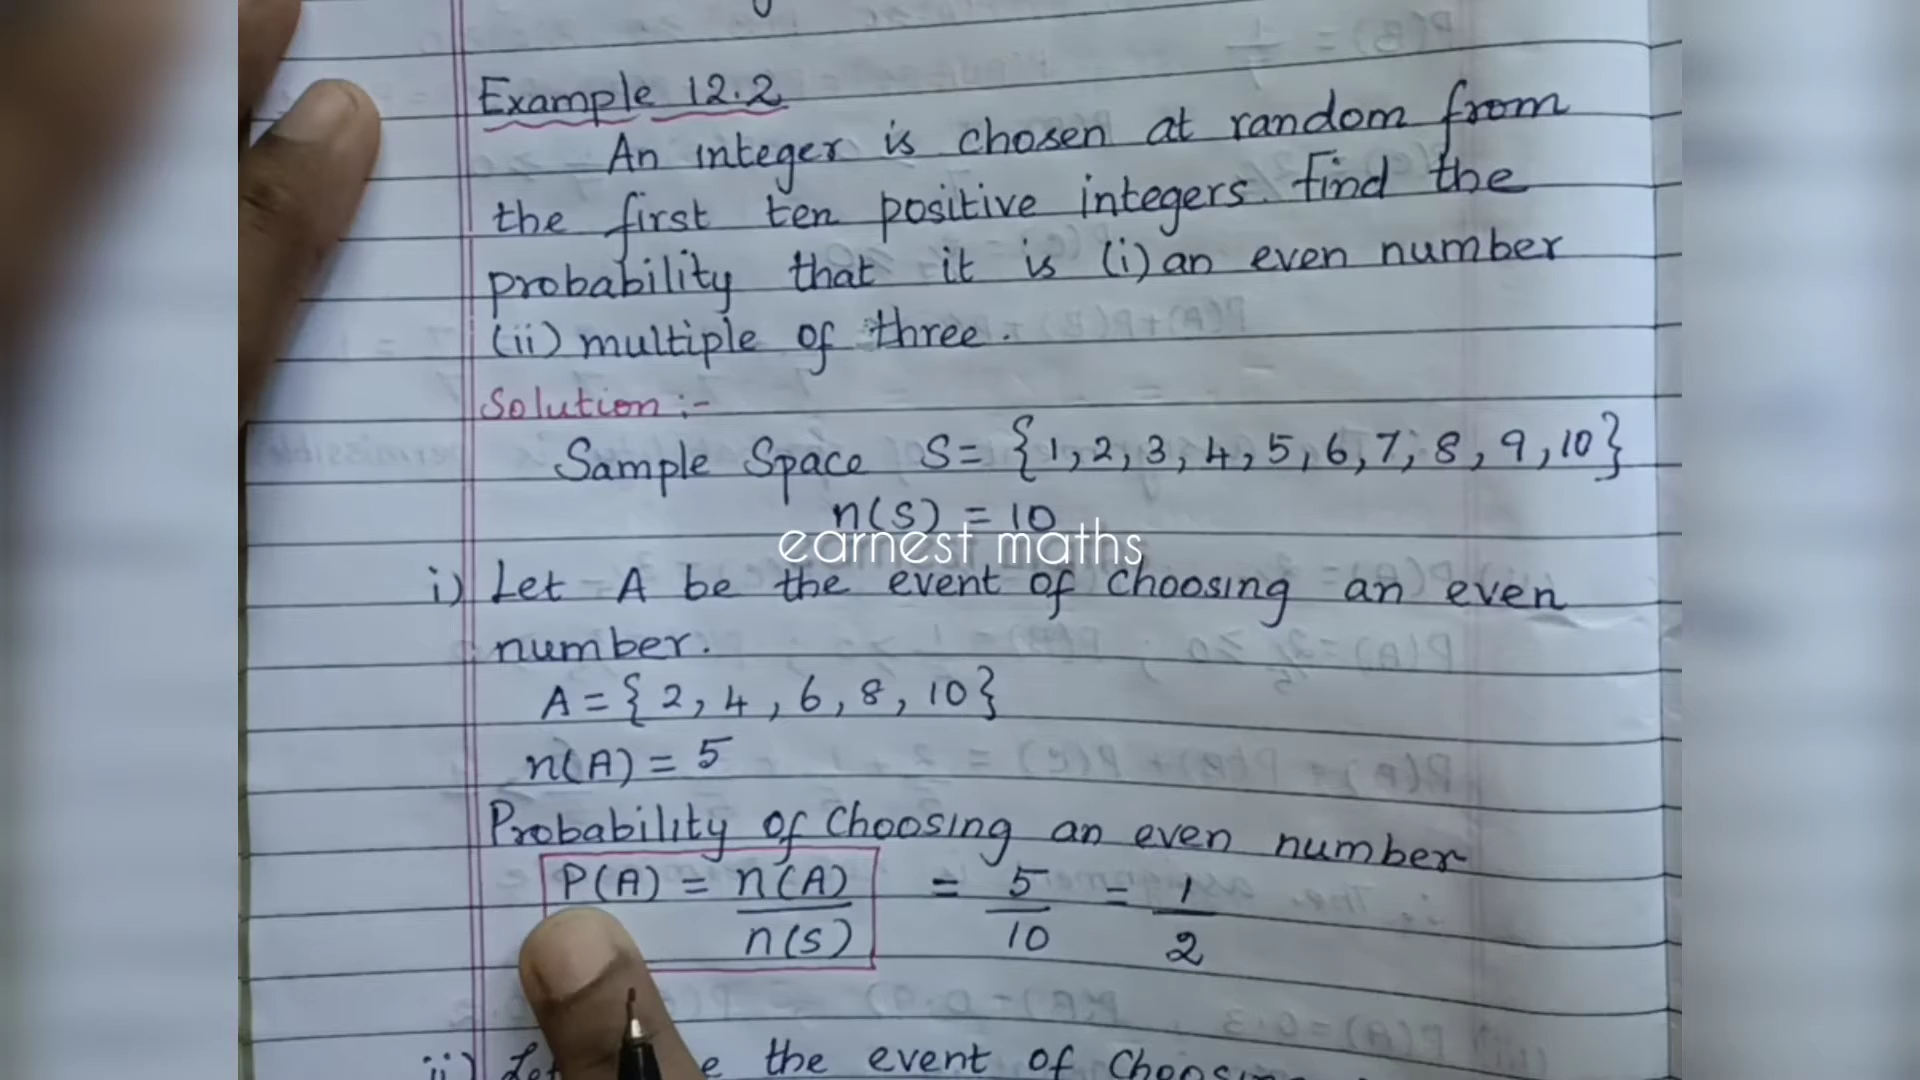 Example 12.2
An integer is chosen at random from
the first ten positive integers. Find the
probability that it is (i) an even number
(ii) multiple of three.
Solution :-
Sample Space S = {1, 2, 3, 4, 5, 6, 7, 8, 9, 10}
n(S) = 10
earnest maths
i) Let A be the event of choosing an even
number.
A = {2, 4, 6, 8, 10}
n(A) = 5
Probability of choosing an even number
P(A) = n(A)/n(S) = 5/10 = 1/2
ii) the event of